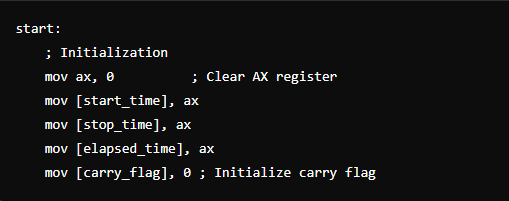 start:
    ; Initialization
    mov ax, 0          ; Clear AX register
    mov [start_time], ax
    mov [stop_time], ax
    mov [elapsed_time], ax
    mov [carry_flag], 0 ; Initialize carry flag